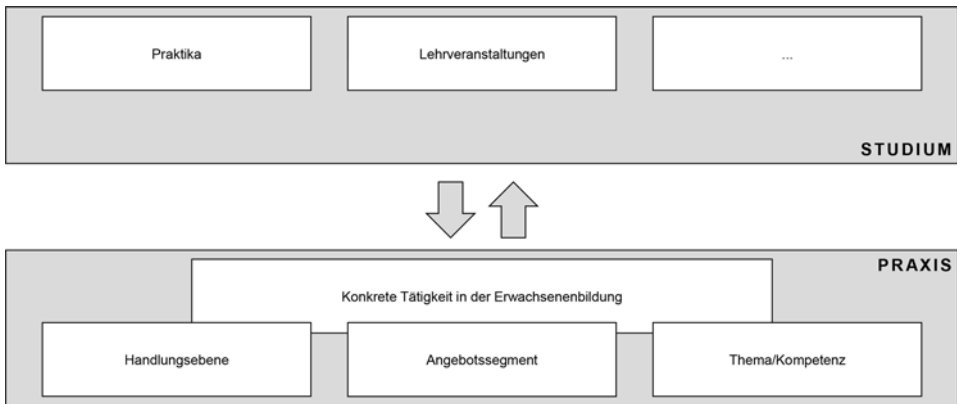 Praktika
Lehrveranstaltungen
...
STUDIUM
PRAXIS
Konkrete Tätigkeit in der Erwachsenenbildung
Handlungsebene
Angebotssegment
Thema/Kompetenz